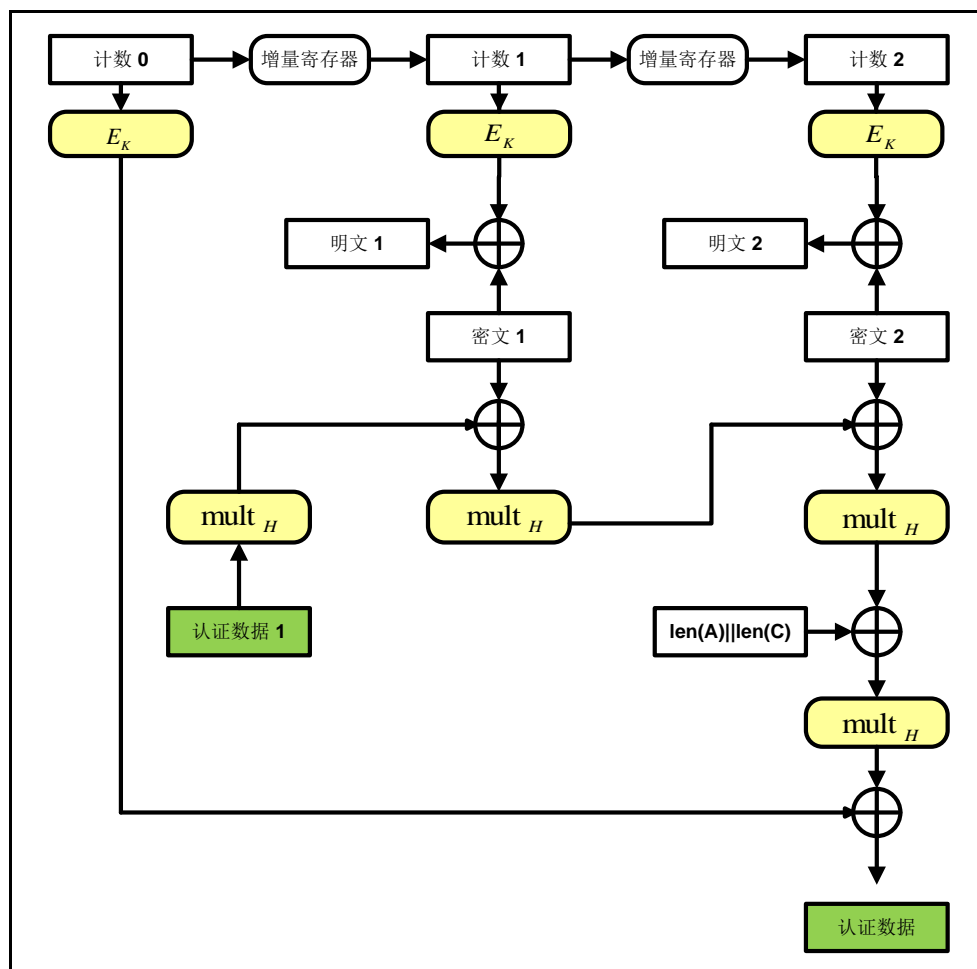 计数 0
增量寄存器
计数 1
增量寄存器
计数 2
E_K
E_K
E_K
明文 1
明文 2
密文 1
密文 2
mult_H
mult_H
mult_H
认证数据 1
len(A)||len(C)
mult_H
认证数据